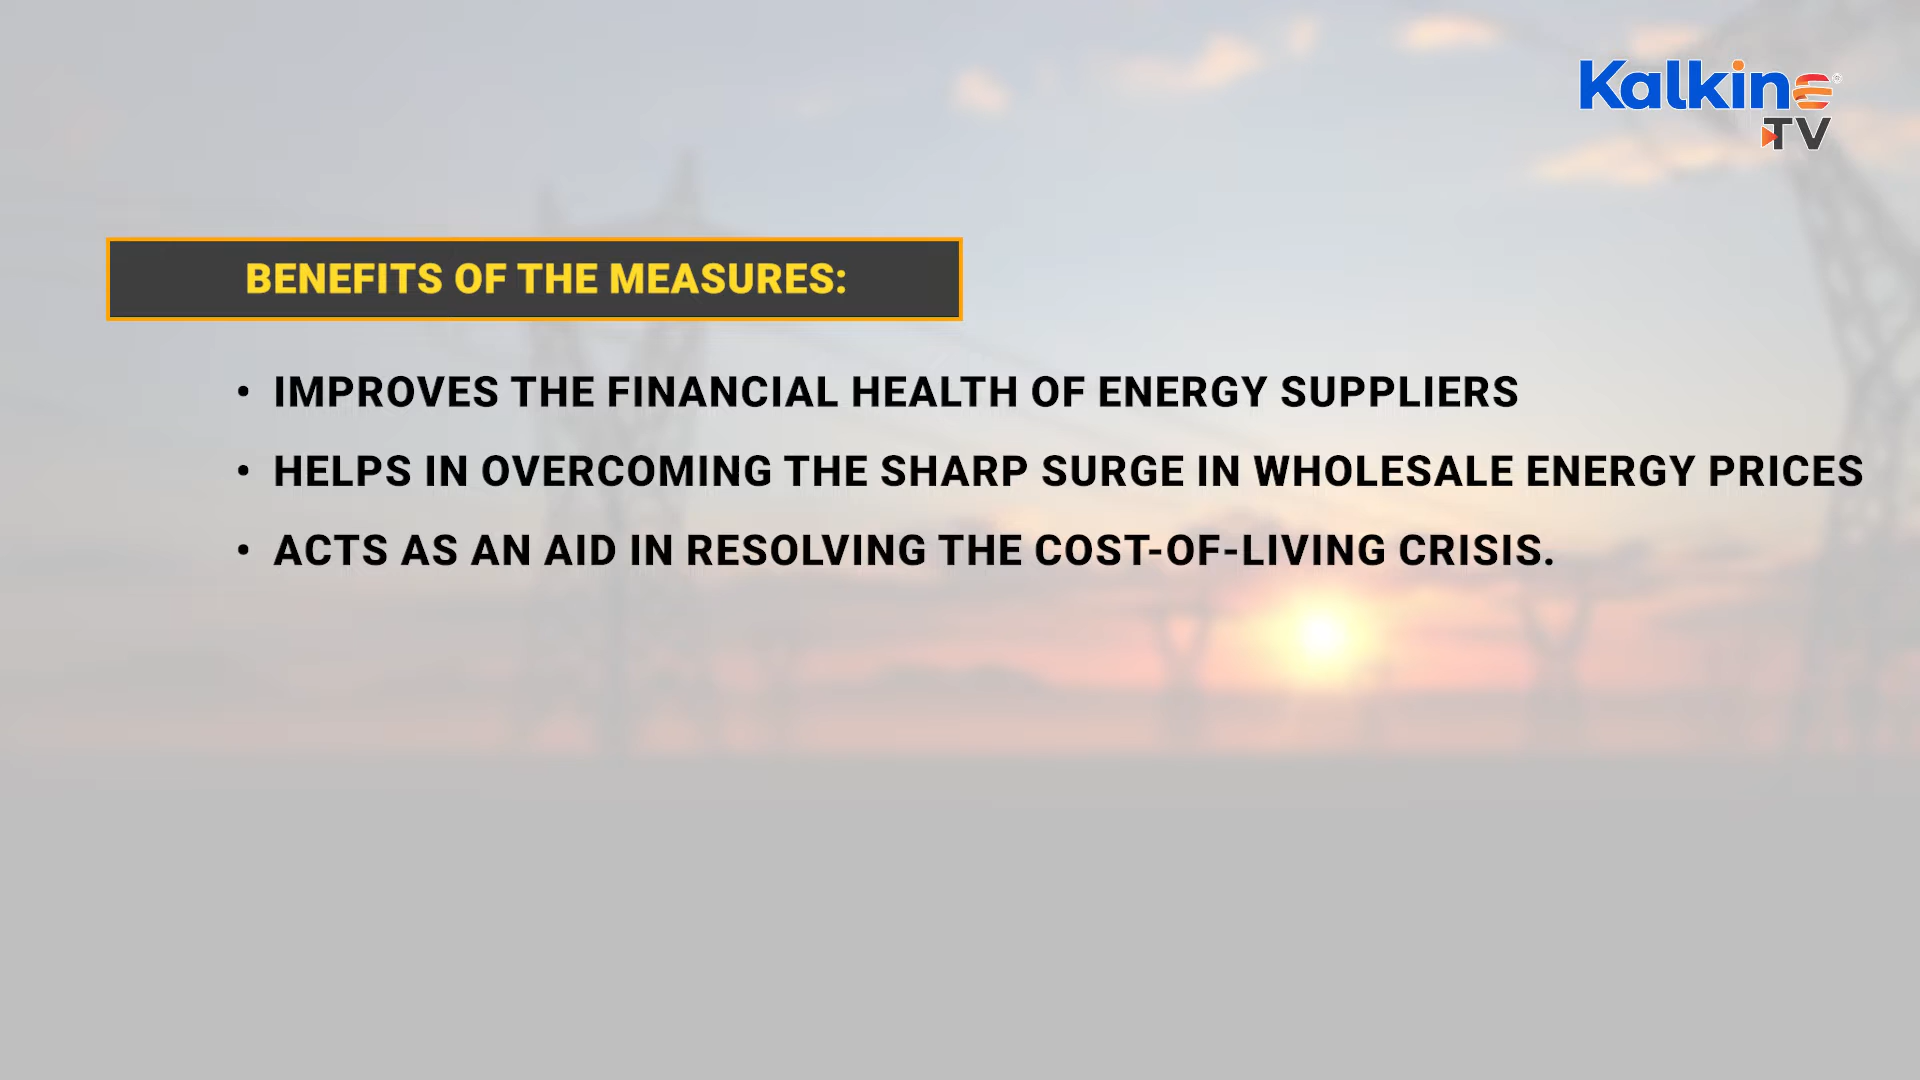 Kalkine
TV
BENEFITS OF THE MEASURES:
• IMPROVES THE FINANCIAL HEALTH OF ENERGY SUPPLIERS
• HELPS IN OVERCOMING THE SHARP SURGE IN WHOLESALE ENERGY PRICES
• ACTS AS AN AID IN RESOLVING THE COST-OF-LIVING CRISIS.